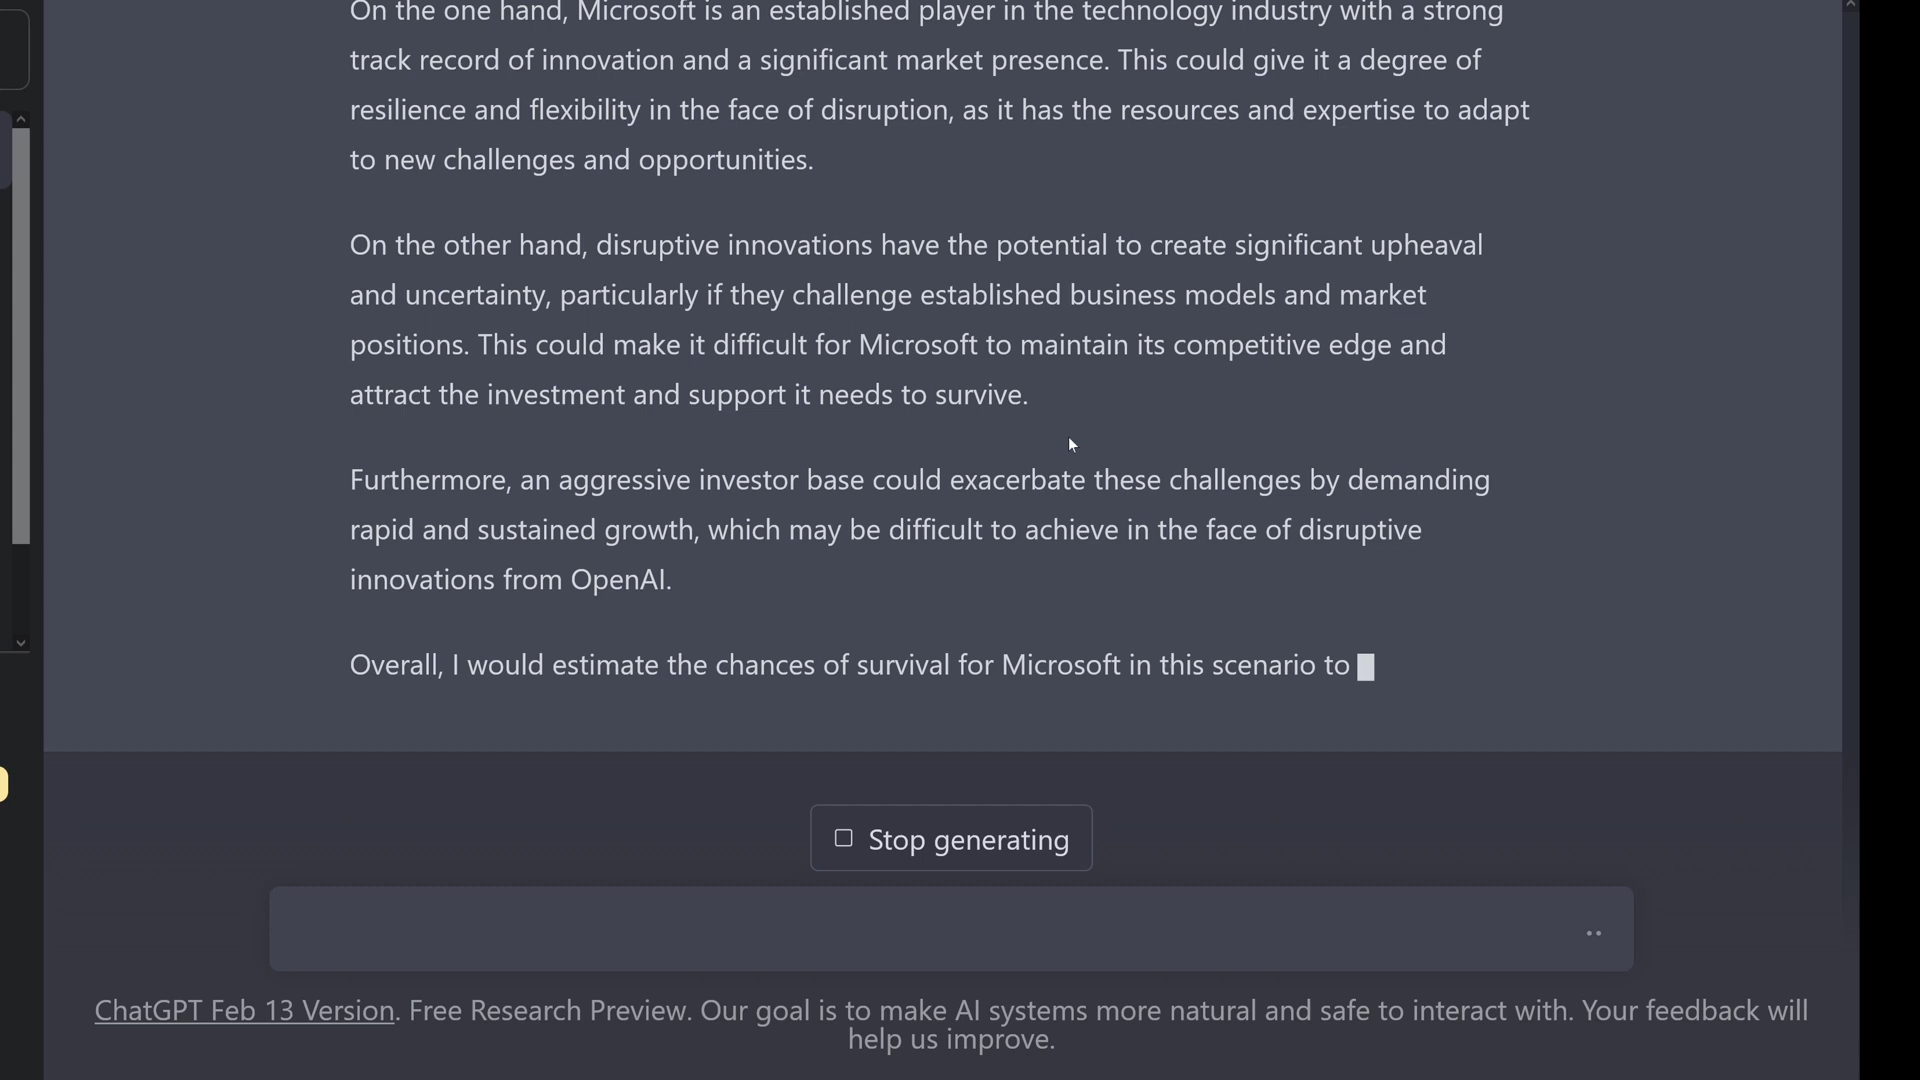 On the one hand, Microsoft is an established player in the technology industry with a strong
track record of innovation and a significant market presence. This could give it a degree of
resilience and flexibility in the face of disruption, as it has the resources and expertise to adapt
to new challenges and opportunities.
On the other hand, disruptive innovations have the potential to create significant upheaval
and uncertainty, particularly if they challenge established business models and market
positions. This could make it difficult for Microsoft to maintain its competitive edge and
attract the investment and support it needs to survive.
Furthermore, an aggressive investor base could exacerbate these challenges by demanding
rapid and sustained growth, which may be difficult to achieve in the face of disruptive
innovations from OpenAI.
Overall, I would estimate the chances of survival for Microsoft in this scenario to
Stop generating
ChatGPT Feb 13 Version. Free Research Preview. Our goal is to make AI systems more natural and safe to interact with. Your feedback will
help us improve.